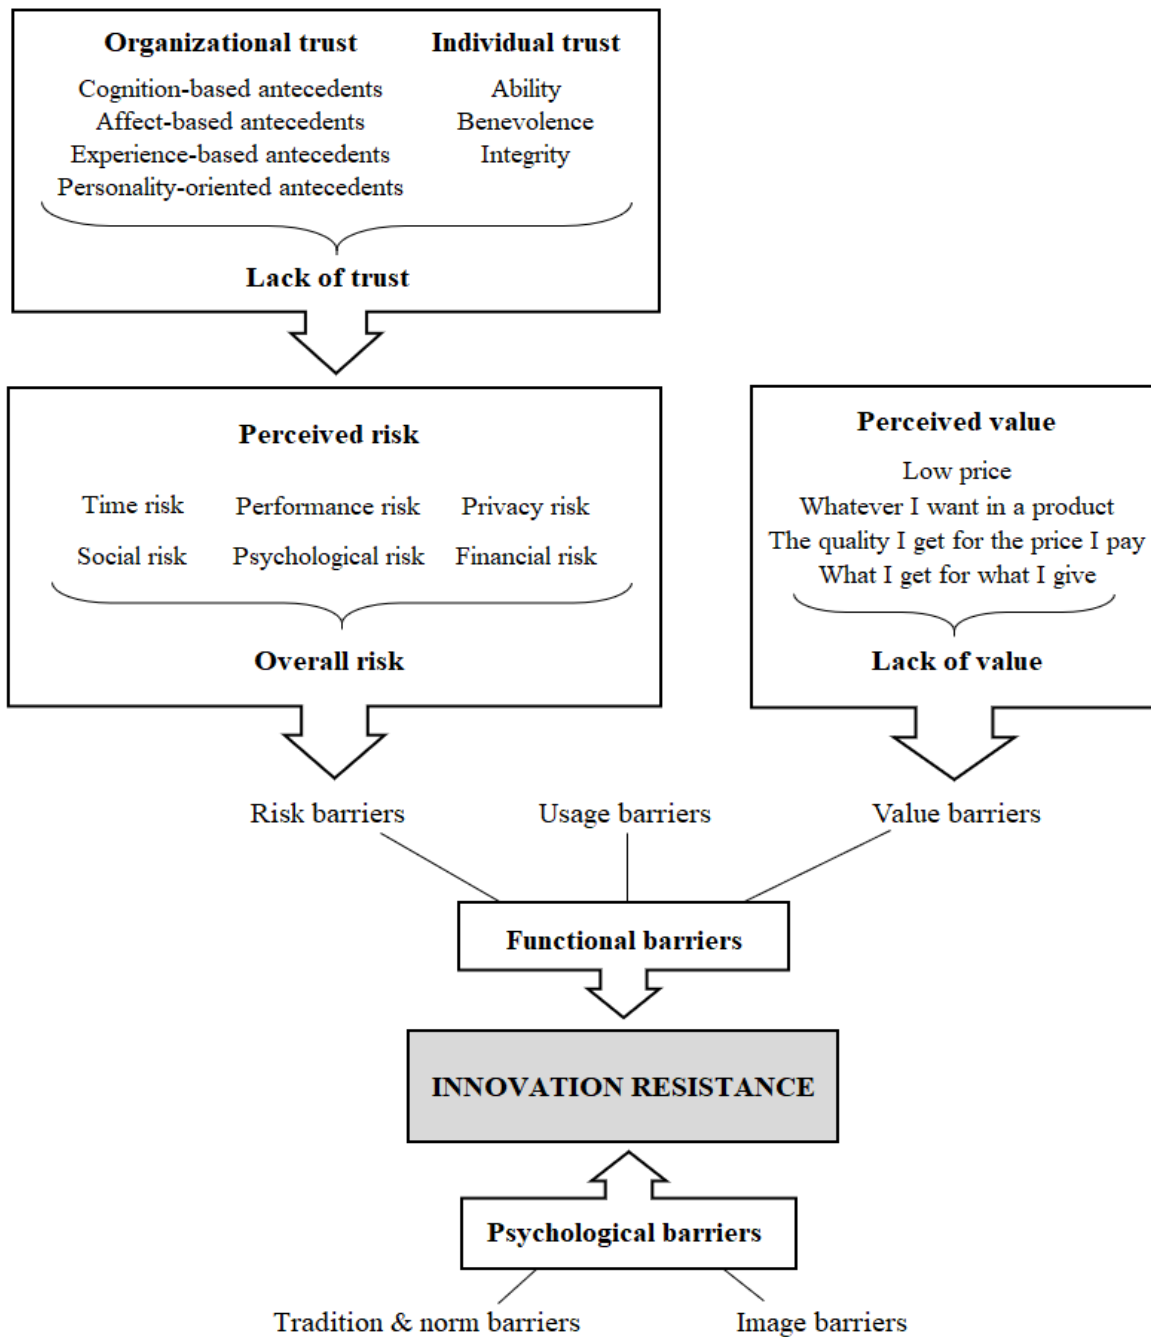 Organizational trust
Cognition-based antecedents
Affect-based antecedents
Experience-based antecedents
Personality-oriented antecedents
Individual trust
Ability
Benevolence
Integrity
Lack of trust
Perceived risk
Time risk Performance risk Privacy risk
Social risk Psychological risk Financial risk
Overall risk
Perceived value
Low price
Whatever I want in a product
The quality I get for the price I pay
What I get for what I give
Lack of value
Risk barriers Usage barriers Value barriers
Functional barriers
INNOVATION RESISTANCE
Psychological barriers
Tradition & norm barriers Image barriers